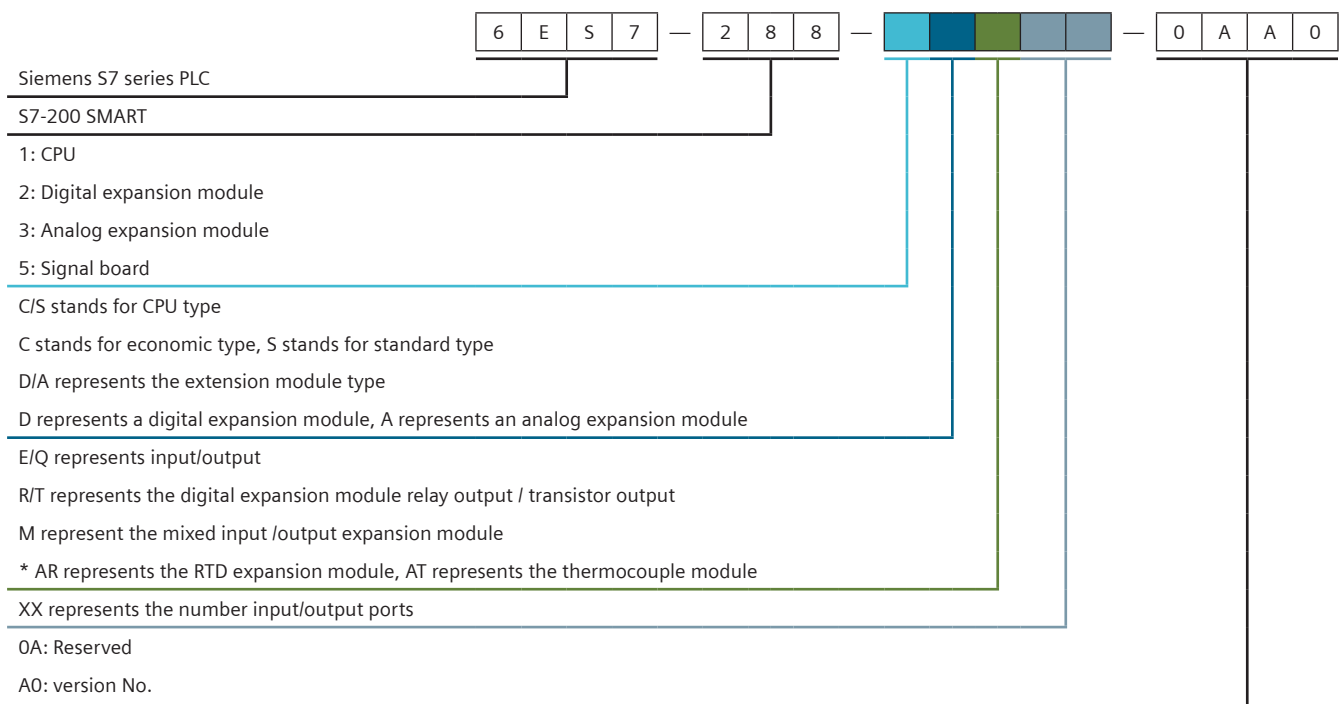 6 E S 7 — 2 8 8 — — 0 A A 0
Siemens S7 series PLC
S7-200 SMART
1: CPU
2: Digital expansion module
3: Analog expansion module
5: Signal board
C/S stands for CPU type
C stands for economic type, S stands for standard type
D/A represents the extension module type
D represents a digital expansion module, A represents an analog expansion module
E/Q represents input/output
R/T represents the digital expansion module relay output / transistor output
M represent the mixed input /output expansion module
* AR represents the RTD expansion module, AT represents the thermocouple module
XX represents the number input/output ports
0A: Reserved
A0: version No.